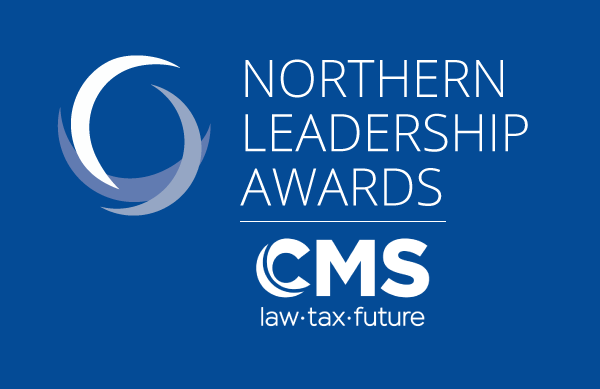 NORTHERN
LEADERSHIP
AWARDS
CMS
law·tax·future